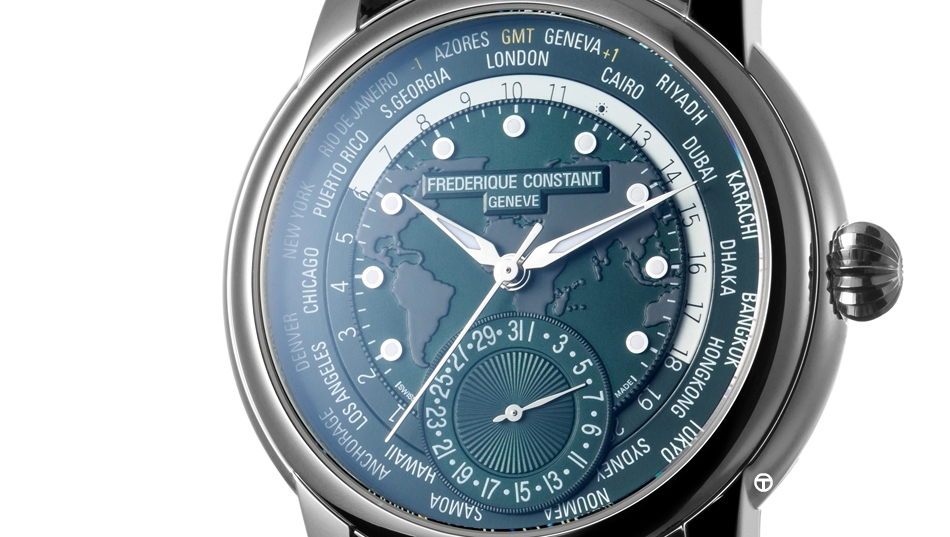 AZORES GMT GENEVA +1
-1 S.GEORGIA LONDON CAIRO RIYADH
RIO DE JANEIRO
PUERTO RICO
NEW YORK
CHICAGO
DENVER
LOS ANGELES
ANCHORAGE
HAWAII
SAMOA
NOUMEA
SYDNEY
TOKYO
HONGKONG
BANGKOK
DHAKA
KARACHI
DUBAI
1 2 3 4 5 6 7 8 9 10 11 13 14 15 16 17 18 19
FREDERIQUE CONSTANT
GENEVE
31 1 3 5 7 9 11 13 15 17 19 21 23 25 27 29
SWISS
MADE